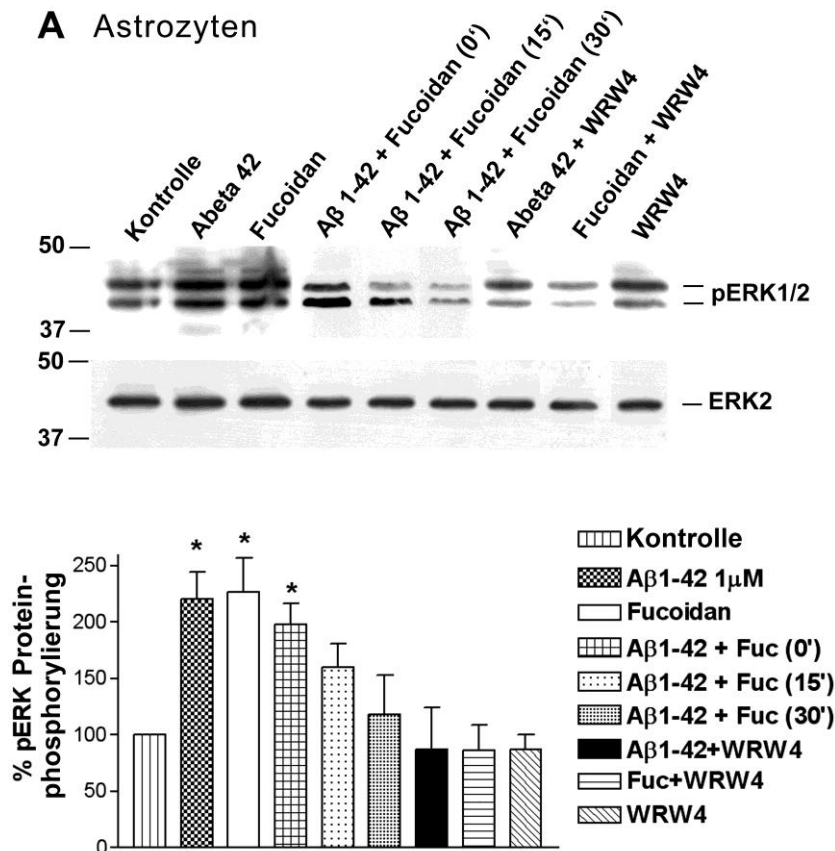 A Astrozyten
Kontrolle
Abeta 42
Fucoidan
Aβ 1-42 + Fucoidan (0‘)
Aβ 1-42 + Fucoidan (15‘)
Aβ 1-42 + Fucoidan (30‘)
Abeta 42 + WRW4
Fucoidan + WRW4
WRW4
50
pERK1/2
37
50
ERK2
37
% pERK Protein-
phosphorylierung
250
200
150
100
50
0
*
*
*
Kontrolle
Aβ1-42 1μM
Fucoidan
Aβ1-42 + Fuc (0')
Aβ1-42 + Fuc (15')
Aβ1-42 + Fuc (30')
Aβ1-42+WRW4
Fuc+WRW4
WRW4